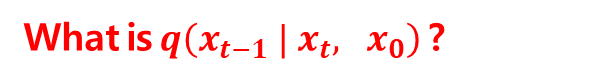 What is q(x_{t−1} | x_t, x_0) ?